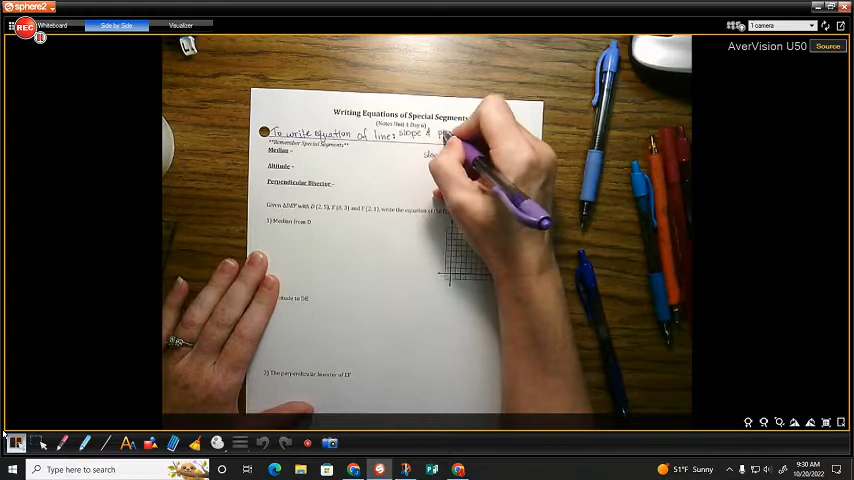 sphere2
Whiteboard
Side by Side
Visualizer
1 camera
REC
AverVision U50
Source
Writing Equations of Special Segments
(Notes Unit 4 Day 6)
To write equation of line: slope &
**Remember Special Segments**
Median –
Altitude –
Perpendicular Bisector –
Given ΔDEF with D (2, 5), E (8, 3) and F (2, 1), write the equation of the
1) Median from D
to DE
3) The perpendicular bisector of EF
Type here to search
51°F Sunny
9:30 AM
10/20/2022